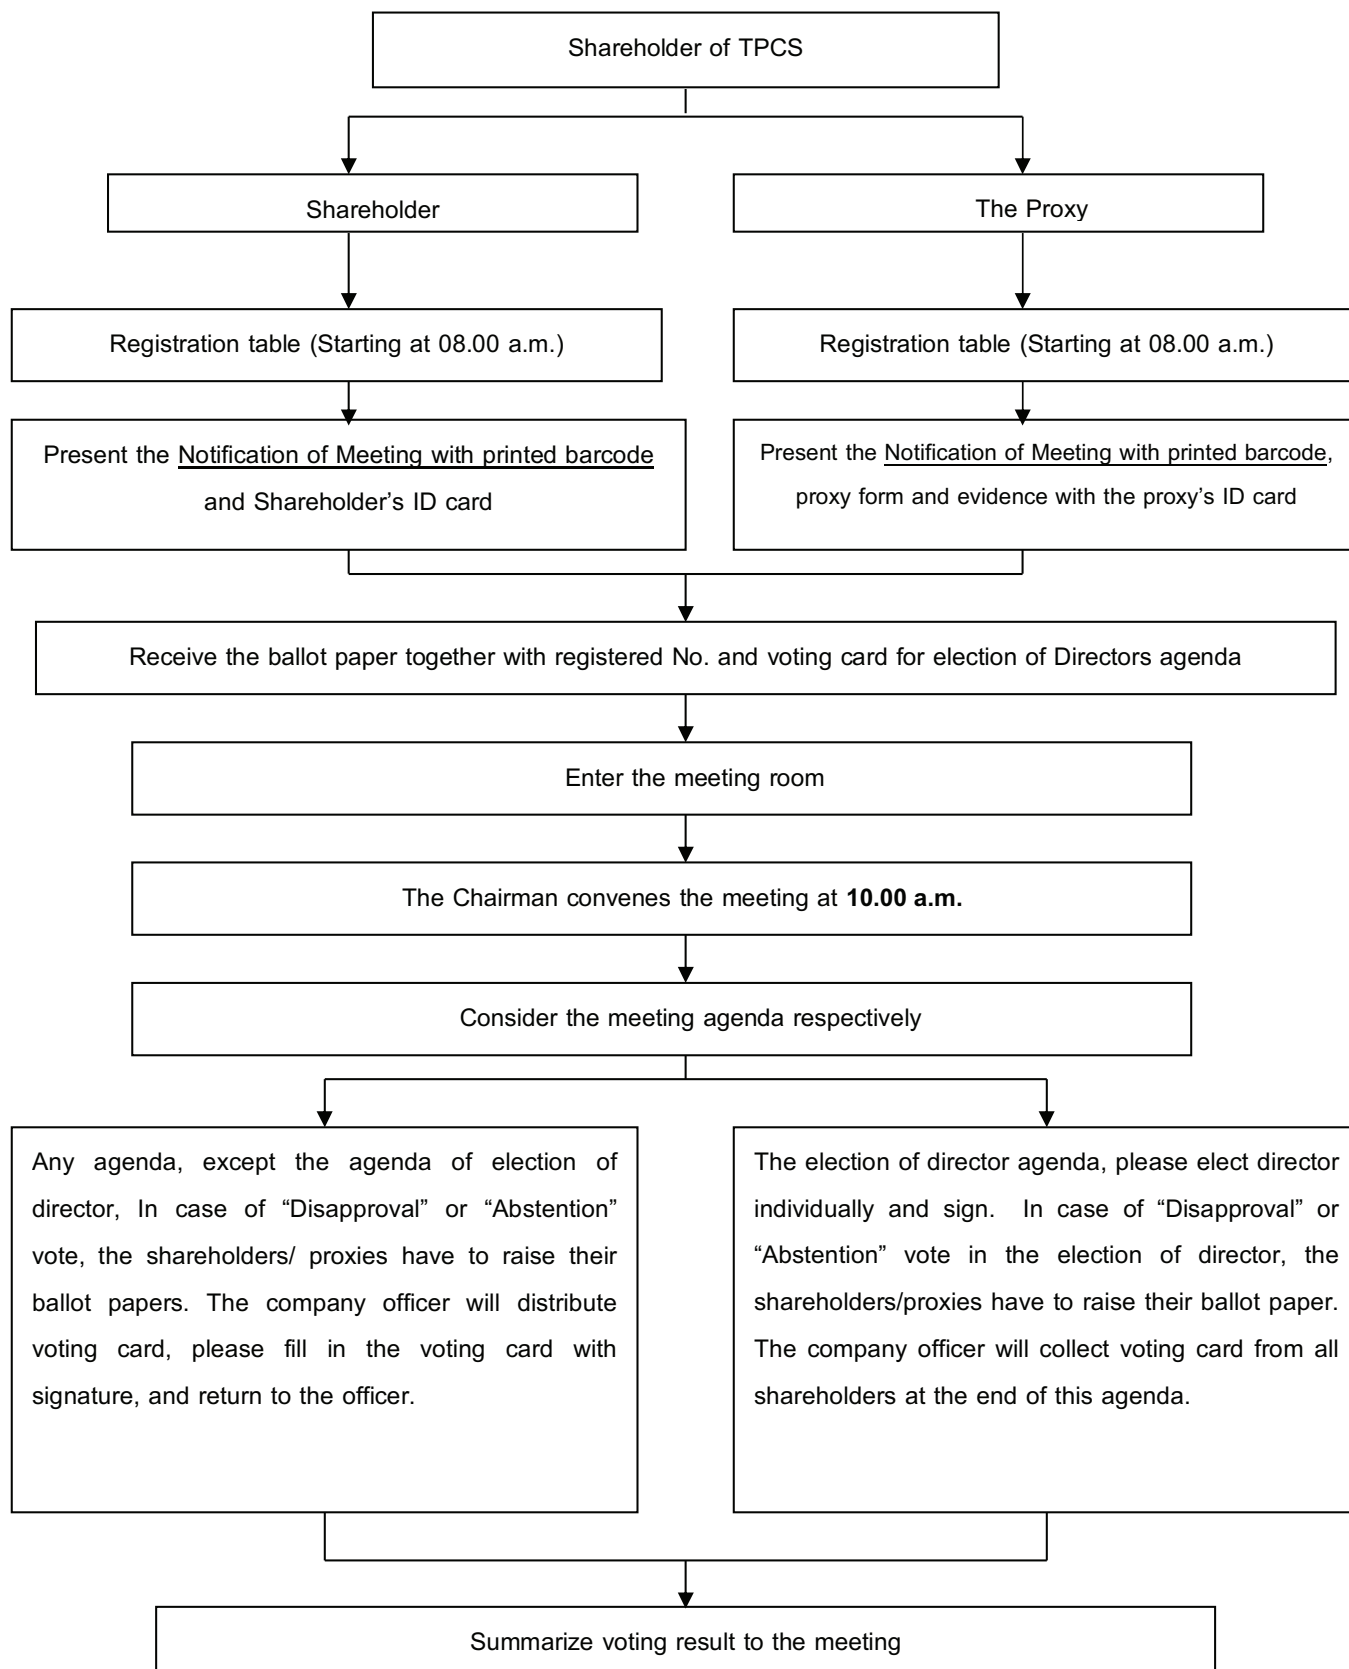 Shareholder of TPCS
Shareholder
The Proxy
Registration table (Starting at 08.00 a.m.)
Registration table (Starting at 08.00 a.m.)
Present the Notification of Meeting with printed barcode
and Shareholder’s ID card
Present the Notification of Meeting with printed barcode,
proxy form and evidence with the proxy’s ID card
Receive the ballot paper together with registered No. and voting card for election of Directors agenda
Enter the meeting room
The Chairman convenes the meeting at 10.00 a.m.
Consider the meeting agenda respectively
Any agenda, except the agenda of election of
director, In case of “Disapproval” or “Abstention”
vote, the shareholders/ proxies have to raise their
ballot papers. The company officer will distribute
voting card, please fill in the voting card with
signature, and return to the officer.
The election of director agenda, please elect director
individually and sign. In case of “Disapproval” or
“Abstention” vote in the election of director, the
shareholders/proxies have to raise their ballot paper.
The company officer will collect voting card from all
shareholders at the end of this agenda.
Summarize voting result to the meeting